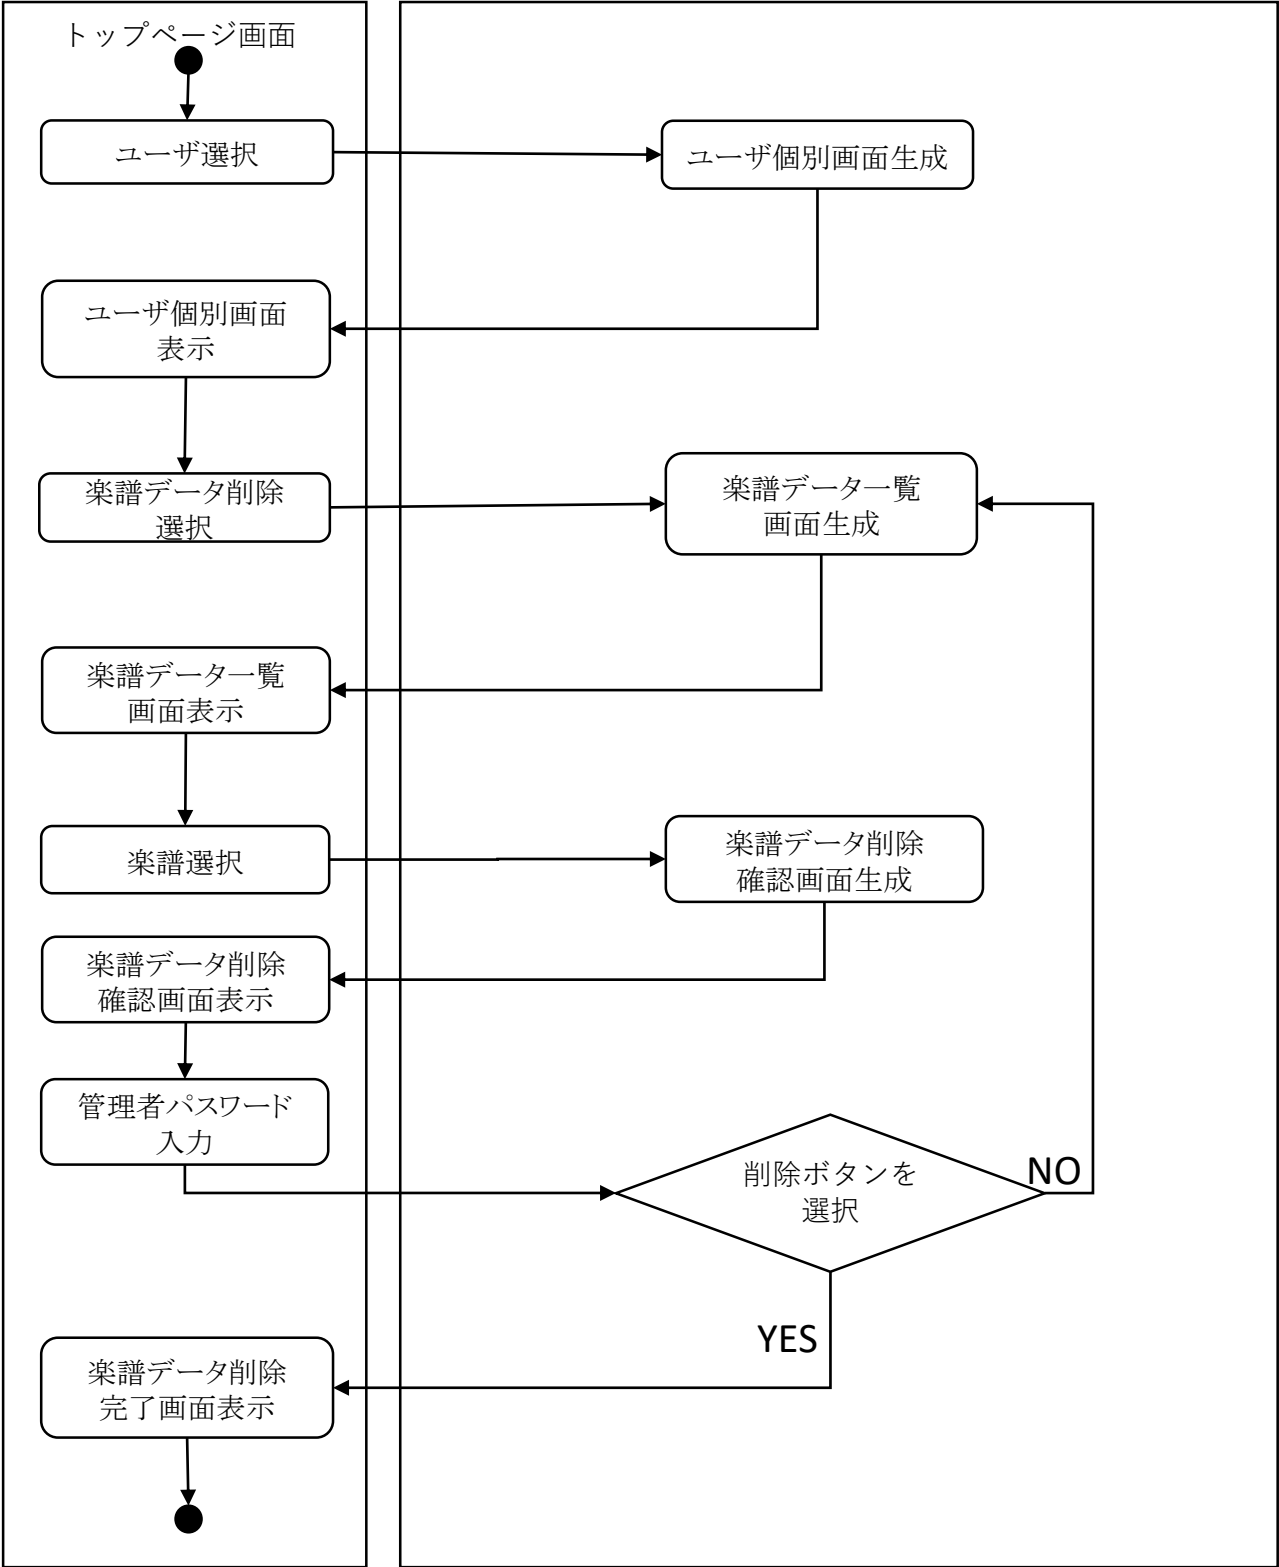 トップページ画面
ユーザ選択
ユーザ個別画面生成
ユーザ個別画面
表示
楽譜データ削除
選択
楽譜データ一覧
画面生成
楽譜データ一覧
画面表示
楽譜選択
楽譜データ削除
確認画面生成
楽譜データ削除
確認画面表示
管理者パスワード
入力
削除ボタンを
選択
NO
YES
楽譜データ削除
完了画面表示